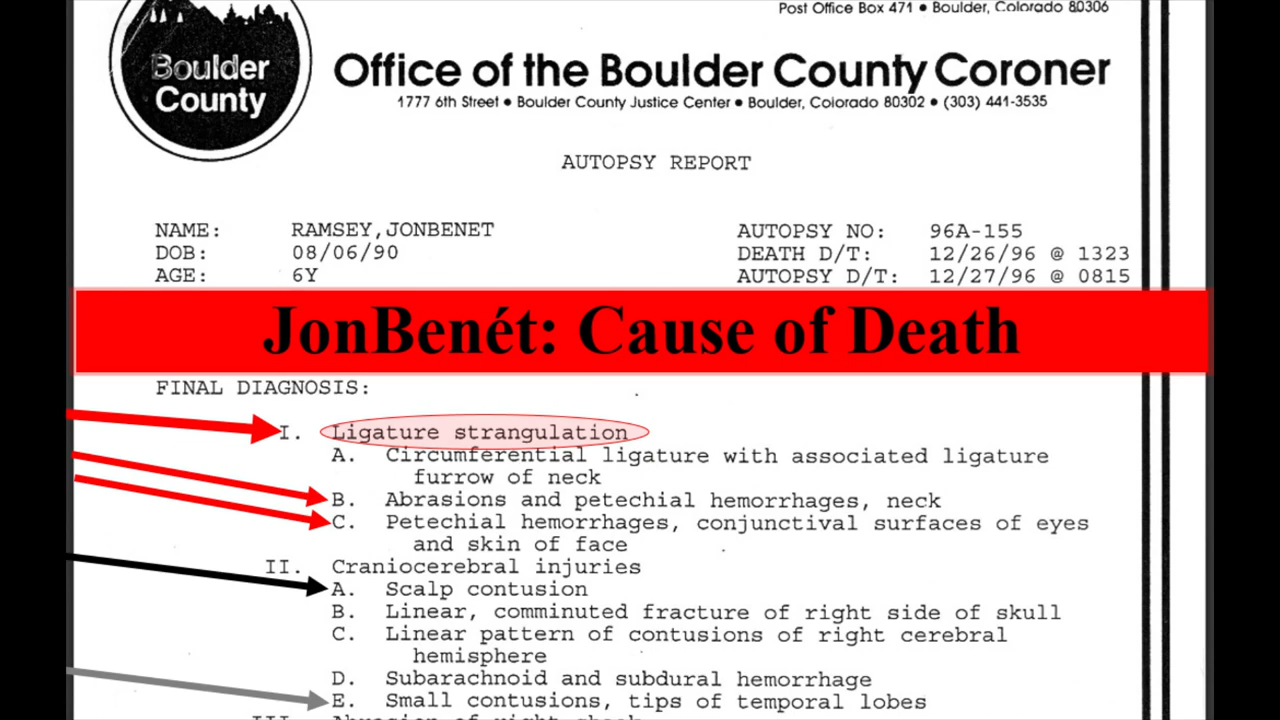 Post Office Box 471 • Boulder, Colorado 80306
Boulder
County
Office of the Boulder County Coroner
1777 6th Street • Boulder County Justice Center • Boulder, Colorado 80302 • (303) 441-3535
AUTOPSY REPORT
NAME: RAMSEY,JONBENET AUTOPSY NO: 96A-155
DOB: 08/06/90 DEATH D/T: 12/26/96 @ 1323
AGE: 6Y AUTOPSY D/T: 12/27/96 @ 0815
JonBenét: Cause of Death
FINAL DIAGNOSIS:
I. Ligature strangulation
A. Circumferential ligature with associated ligature
furrow of neck
B. Abrasions and petechial hemorrhages, neck
C. Petechial hemorrhages, conjunctival surfaces of eyes
and skin of face
II. Craniocerebral injuries
A. Scalp contusion
B. Linear, comminuted fracture of right side of skull
C. Linear pattern of contusions of right cerebral
hemisphere
D. Subarachnoid and subdural hemorrhage
E. Small contusions, tips of temporal lobes
III. Abrasion of right cheek